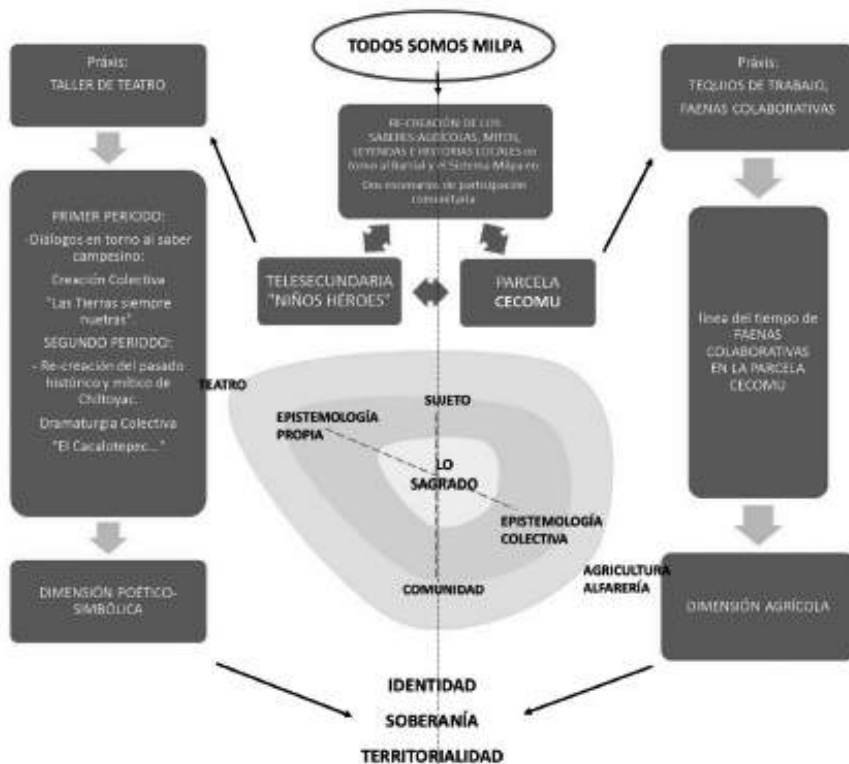 TODOS SOMOS MILPA
Práxis:
TALLER DE TEATRO
PRIMER PERIODO:
-Diálogos en torno al saber
campesino:
Creación Colectiva
"Las Tierras siempre
nuetras".
SEGUNDO PERIODO:
- Re-creación del pasado
histórico y mítico de
Chiltoyac.
Dramaturgia Colectiva
"El Cacalotepec..."
DIMENSIÓN POÉTICO-
SIMBÓLICA
RE-CREACIÓN DE LOS
SABERES:AGRÍCOLAS, MITOS,
LEYENDAS E HISTORIAS LOCALES en
torno al Barrial y el Sistema Milpa en:
Dos escenarios de participación
comunitaria
TELESECUNDARIA
"NIÑOS HÉROES"
PARCELA
CECOMU
Práxis:
TEQUIOS DE TRABAJO,
FAENAS COLABORATIVAS
línea del tiempo de
FAENAS
COLABORATIVAS
EN LA PARCELA
CECOMU
DIMENSIÓN AGRÍCOLA
TEATRO
SUJETO
EPISTEMOLOGÍA
PROPIA
LO
SAGRADO
EPISTEMOLOGÍA
COLECTIVA
COMUNIDAD
AGRICULTURA
ALFARERÍA
IDENTIDAD
SOBERANÍA
TERRITORIALIDAD